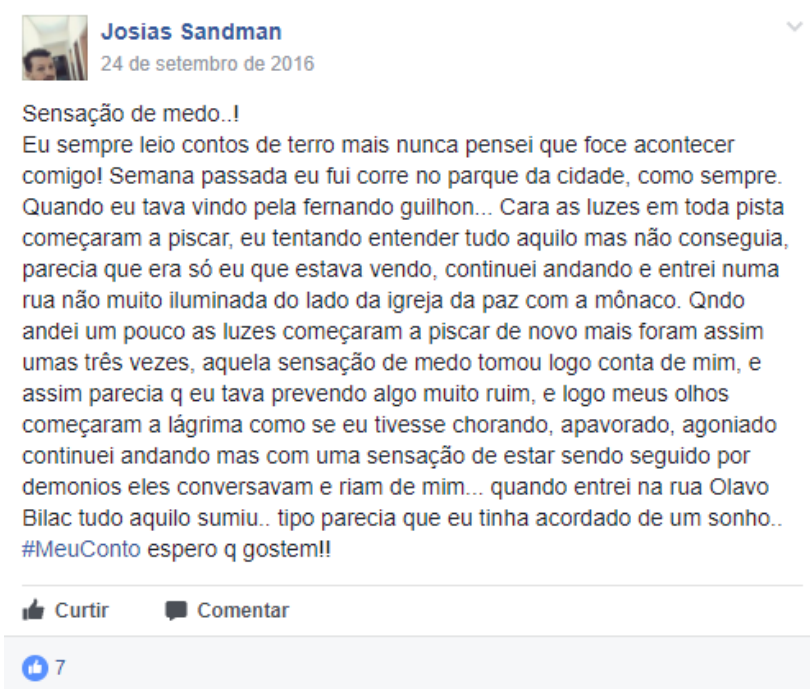 Josias Sandman
24 de setembro de 2016
Sensação de medo..!
Eu sempre leio contos de terro mais nunca pensei que foce acontecer
comigo! Semana passada eu fui corre no parque da cidade, como sempre.
Quando eu tava vindo pela fernando guilhon... Cara as luzes em toda pista
começaram a piscar, eu tentando entender tudo aquilo mas não conseguia,
parecia que era só eu que estava vendo, continuei andando e entrei numa
rua não muito iluminada do lado da igreja da paz com a mônaco. Qndo
andei um pouco as luzes começaram a piscar de novo mais foram assim
umas três vezes, aquela sensação de medo tomou logo conta de mim, e
assim parecia q eu tava prevendo algo muito ruim, e logo meus olhos
começaram a lágrima como se eu tivesse chorando, apavorado, agoniado
continuei andando mas com uma sensação de estar sendo seguido por
demonios eles conversavam e riam de mim... quando entrei na rua Olavo
Bilac tudo aquilo sumiu.. tipo parecia que eu tinha acordado de um sonho..
#MeuConto espero q gostem!!
Curtir Comentar
7